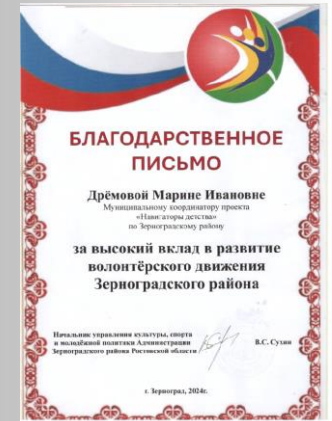 БЛАГОДАРСТВЕННОЕ
ПИСЬМО
Дрёмовой Марине Ивановне
Муниципальному координатору проекта
«Навигаторы детства»
по Зерноградскому району
за высокий вклад в развитие
волонтёрского движения
Зерноградского района
Начальник управления культуры, спорта
и молодёжной политики Администрации
Зерноградского района Ростовской области
В.С. Сухин
г. Зерноград, 2024г.